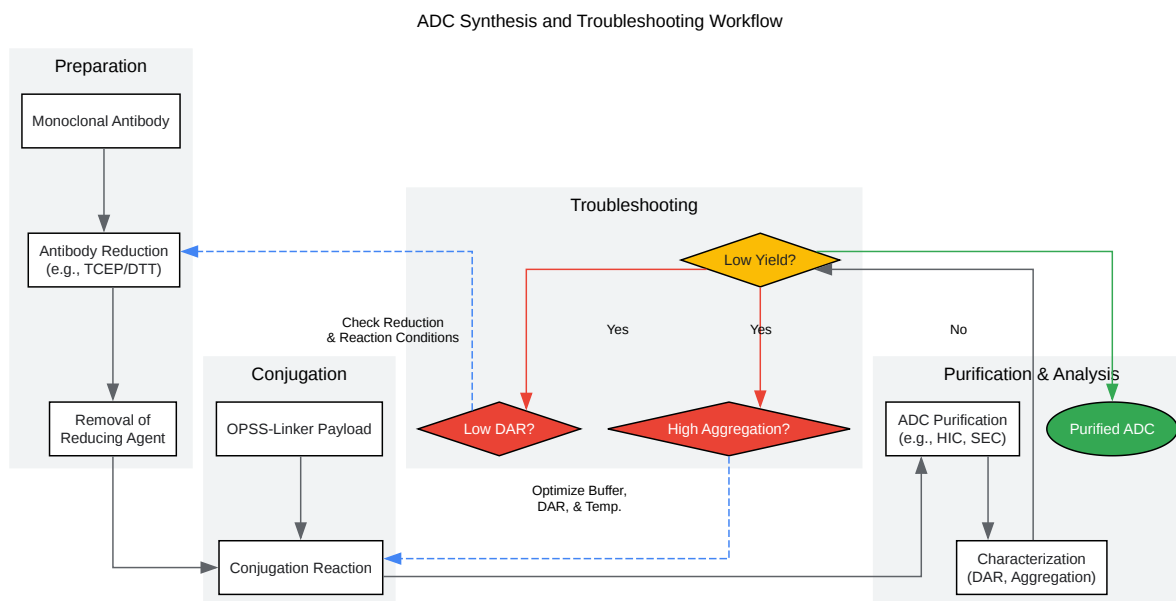 ADC Synthesis and Troubleshooting Workflow
Preparation
Monoclonal Antibody
Antibody Reduction
(e.g., TCEP/DTT)
Removal of
Reducing Agent
Conjugation
OPSS-Linker Payload
Conjugation Reaction
Troubleshooting
Low Yield?
Check Reduction
& Reaction Conditions
Yes
Yes
No
Low DAR?
High Aggregation?
Optimize Buffer,
DAR, & Temp.
Purification & Analysis
ADC Purification
(e.g., HIC, SEC)
Purified ADC
Characterization
(DAR, Aggregation)